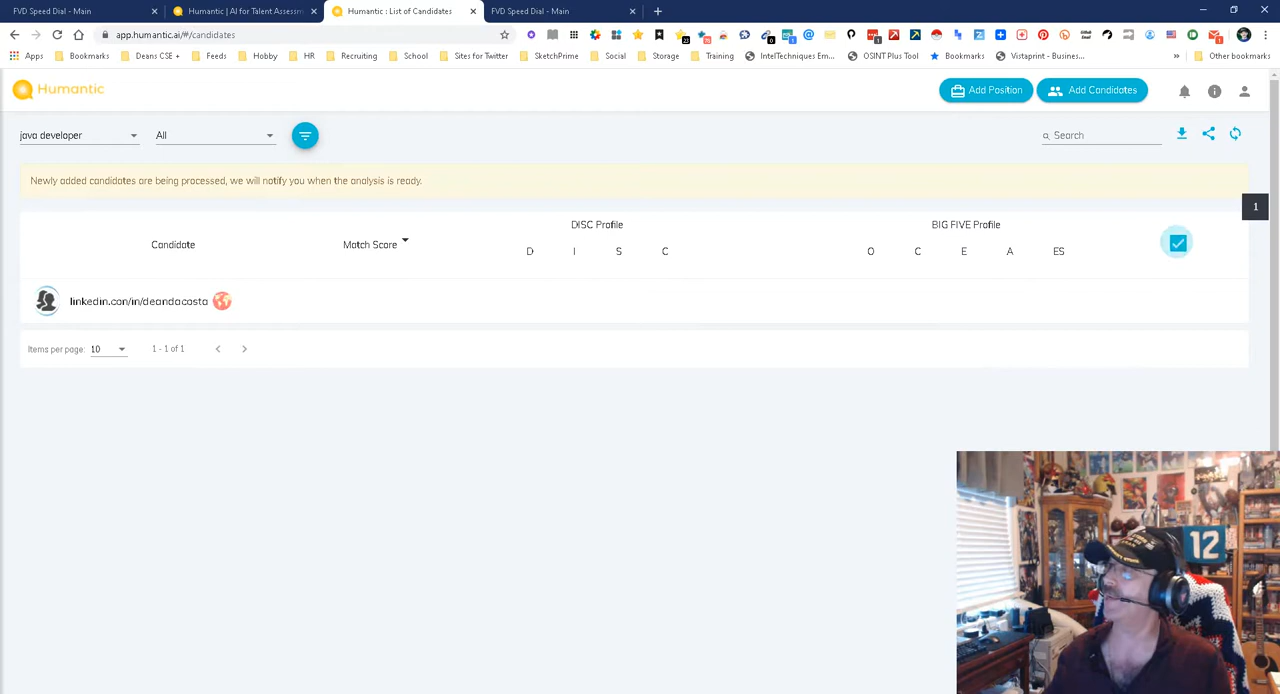 FVD Speed Dial - Main
Humantic | AI for Talent Assessm
Humantic : List of Candidates
FVD Speed Dial - Main
app.humantic.ai/#/candidates
Apps
Bookmarks
Deans CSE +
Feeds
Hobby
HR
Recruiting
School
Sites for Twitter
SketchPrime
Social
Storage
Training
IntelTechniques Em...
OSINT Plus Tool
Bookmarks
Vistaprint - Busines...
»
Other bookmarks
Humantic
Add Position
Add Candidates
java developer
All
Search
Newly added candidates are being processed, we will notify you when the analysis is ready.
1
DISC Profile
BIG FIVE Profile
Candidate
Match Score
D I S C
O C E A ES
linkedin.con/in/deandacosta
Items per page: 10
1 - 1 of 1
12